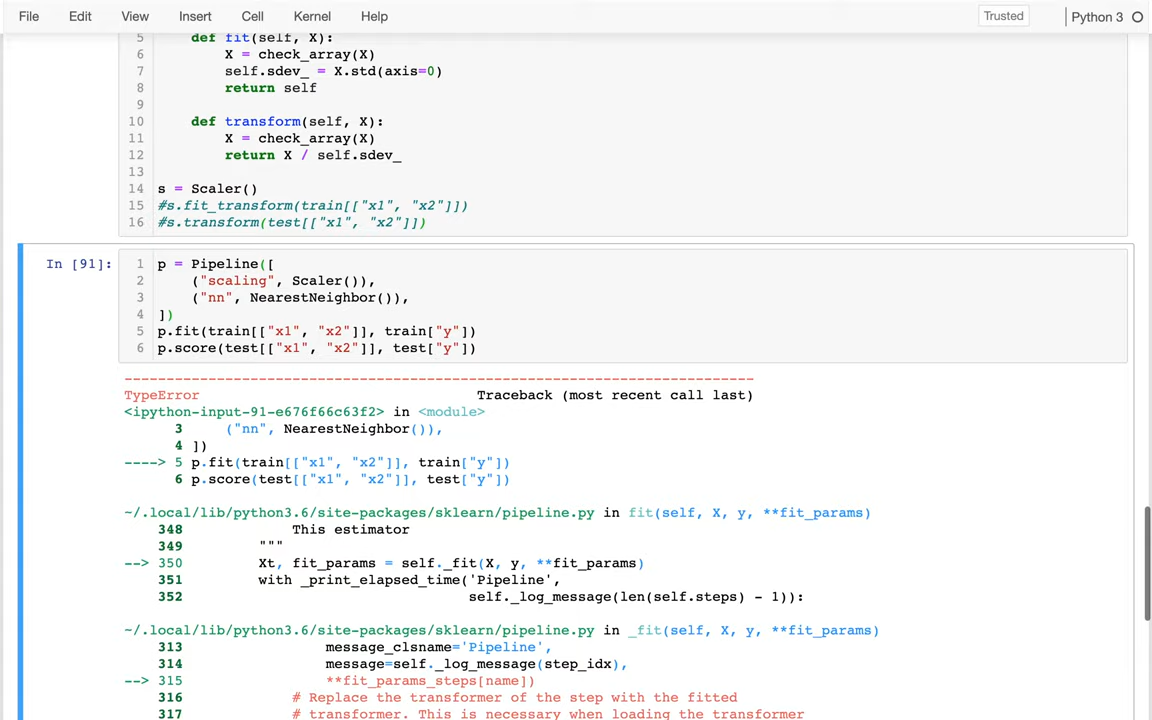 File Edit View Insert Cell Kernel Help Trusted Python 3
5 def fit(self, X):
6 X = check_array(X)
7 self.sdev_ = X.std(axis=0)
8 return self
9
10 def transform(self, X):
11 X = check_array(X)
12 return X / self.sdev_
13
14 s = Scaler()
15 #s.fit_transform(train[["x1", "x2"]])
16 #s.transform(test[["x1", "x2"]])
In [91]: 1 p = Pipeline([
2 ("scaling", Scaler()),
3 ("nn", NearestNeighbor()),
4 ])
5 p.fit(train[["x1", "x2"]], train["y"])
6 p.score(test[["x1", "x2"]], test["y"])
---------------------------------------------------------------------------
TypeError Traceback (most recent call last)
<ipython-input-91-e676f66c63f2> in <module>
3 ("nn", NearestNeighbor()),
4 ])
----> 5 p.fit(train[["x1", "x2"]], train["y"])
6 p.score(test[["x1", "x2"]], test["y"])
~/.local/lib/python3.6/site-packages/sklearn/pipeline.py in fit(self, X, y, **fit_params)
348 This estimator
349 """
--> 350 Xt, fit_params = self._fit(X, y, **fit_params)
351 with _print_elapsed_time('Pipeline',
352 self._log_message(len(self.steps) - 1)):
~/.local/lib/python3.6/site-packages/sklearn/pipeline.py in _fit(self, X, y, **fit_params)
313 message_clsname='Pipeline',
314 message=self._log_message(step_idx),
--> 315 **fit_params_steps[name])
316 # Replace the transformer of the step with the fitted
317 # transformer. This is necessary when loading the transformer